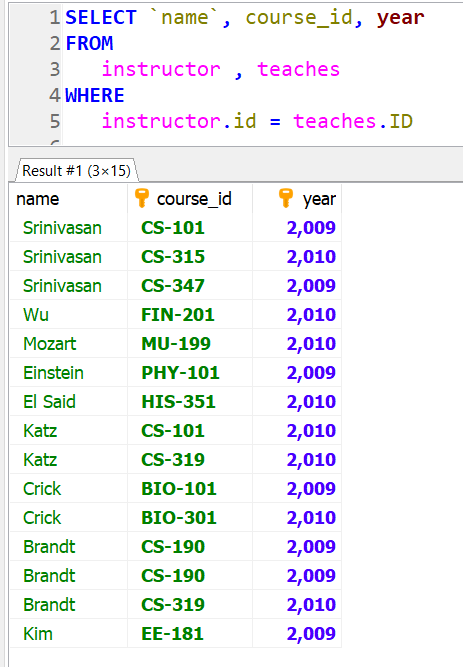 1 SELECT `name`, course_id, year
2 FROM
3 instructor , teaches
4 WHERE
5 instructor.id = teaches.ID
Result #1 (3×15)
name course_id year
Srinivasan CS-101 2,009
Srinivasan CS-315 2,010
Srinivasan CS-347 2,009
Wu FIN-201 2,010
Mozart MU-199 2,010
Einstein PHY-101 2,009
El Said HIS-351 2,010
Katz CS-101 2,010
Katz CS-319 2,010
Crick BIO-101 2,009
Crick BIO-301 2,010
Brandt CS-190 2,009
Brandt CS-190 2,009
Brandt CS-319 2,010
Kim EE-181 2,009